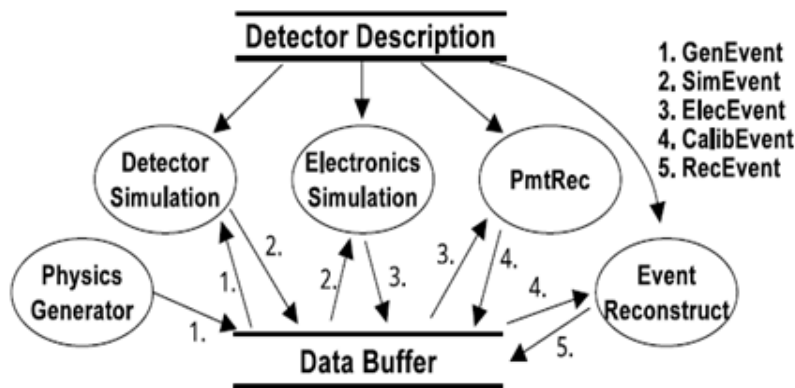 Detector Description
1. GenEvent
2. SimEvent
3. ElecEvent
4. CalibEvent
5. RecEvent
Detector
Simulation
Electronics
Simulation
PmtRec
Physics
Generator
Event
Reconstruct
1.
1.
2.
2.
3.
3.
4.
4.
5.
Data Buffer